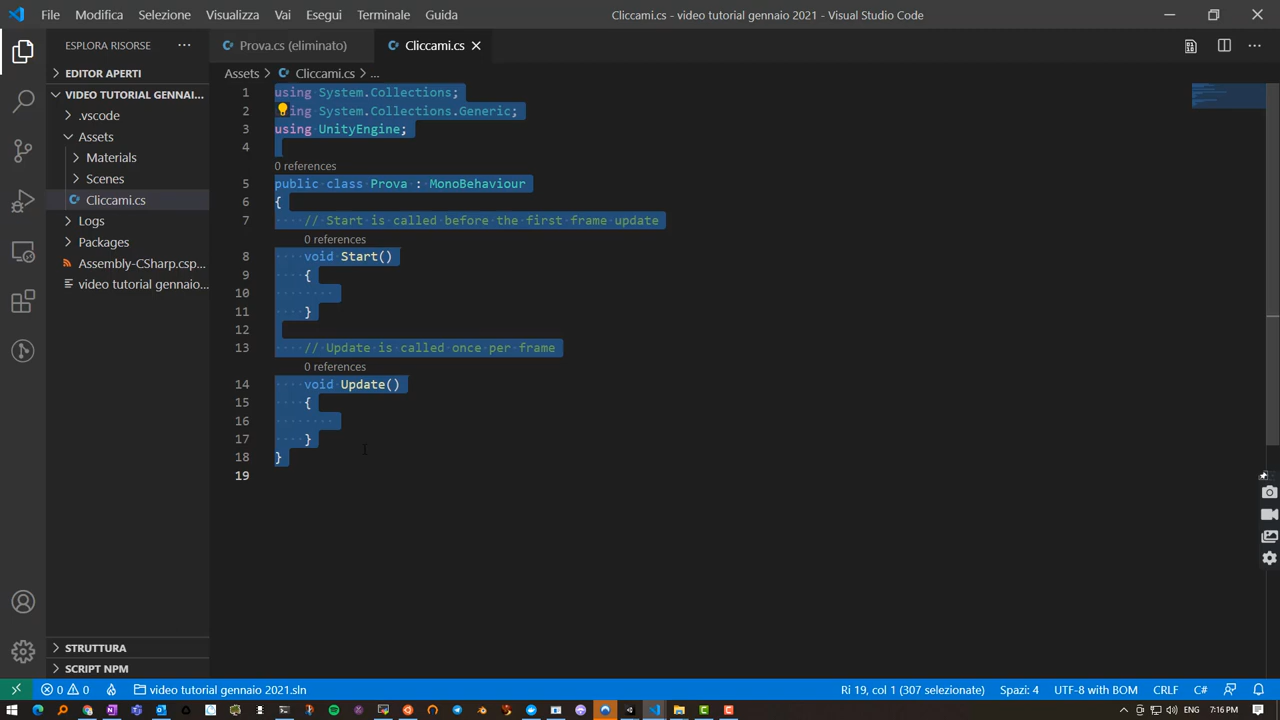 File Modifica Selezione Visualizza Vai Esegui Terminale Guida
Cliccami.cs - video tutorial gennaio 2021 - Visual Studio Code
ESPLORA RISORSE
Prova.cs (eliminato)
Cliccami.cs
EDITOR APERTI
VIDEO TUTORIAL GENNAI...
.vscode
Assets
Materials
Scenes
Cliccami.cs
Logs
Packages
Assembly-CSharp.csp...
video tutorial gennaio...
STRUTTURA
SCRIPT NPM
Assets > Cliccami.cs > ...
1 using System.Collections;
2 ing System.Collections.Generic;
3 using UnityEngine;
4
0 references
5 public class Prova : MonoBehaviour
6 {
7 // Start is called before the first frame update
0 references
8 void Start()
9 {
10
11 }
12
13 // Update is called once per frame
0 references
14 void Update()
15 {
16
17 }
18 }
19
0 0 video tutorial gennaio 2021.sln
Ri 19, col 1 (307 selezionate) Spazi: 4 UTF-8 with BOM CRLF C#
ENG 7:16 PM